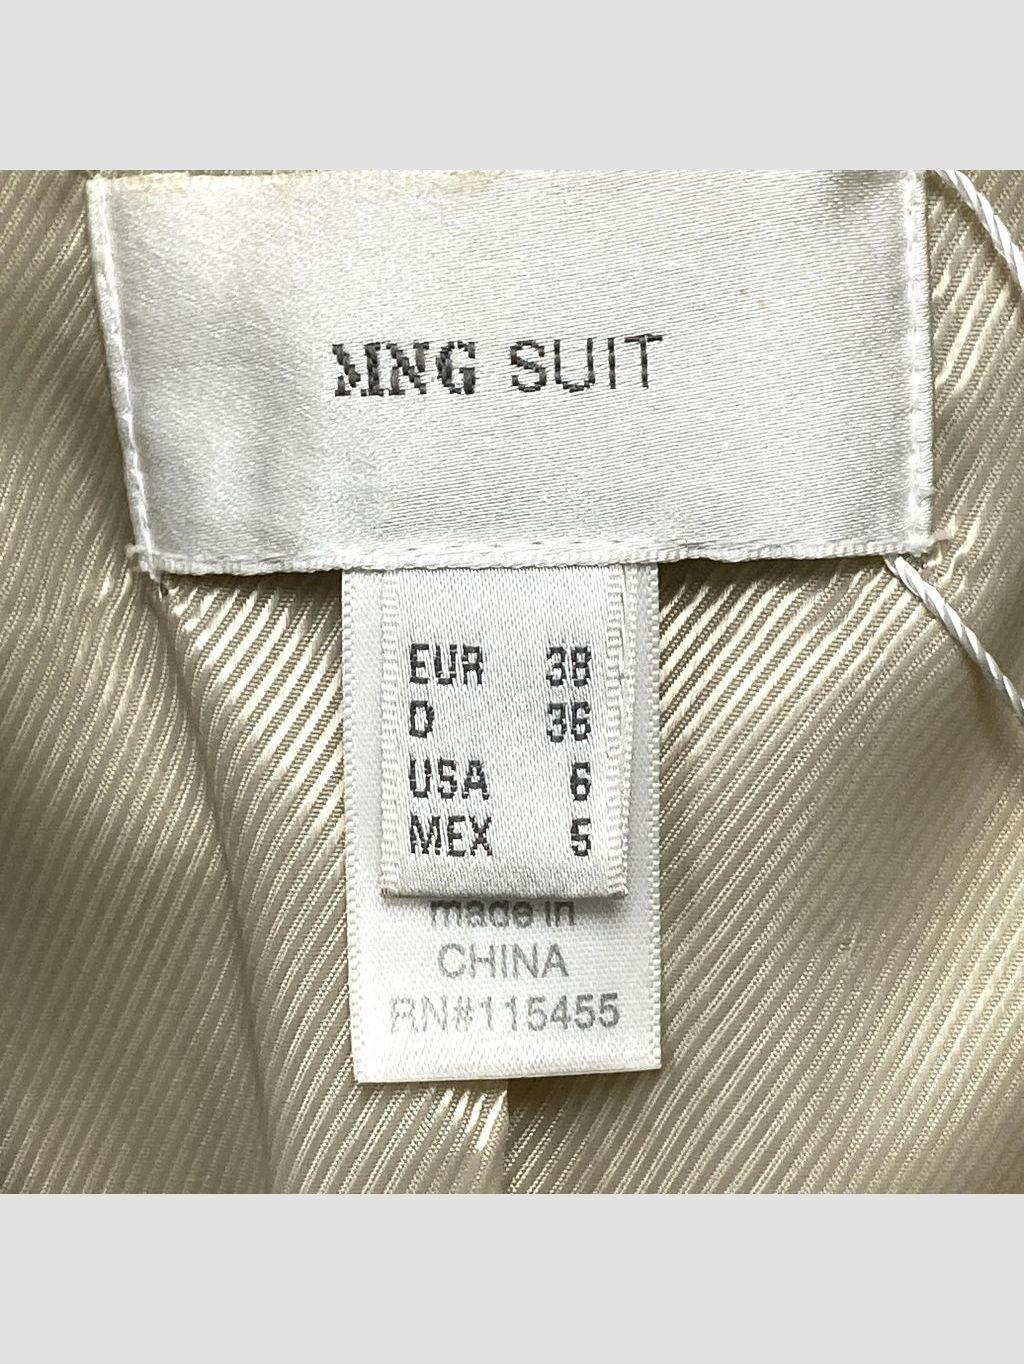 MNG SUIT
EUR 38
D 36
USA 6
MEX 5
made in
CHINA
RN#115455